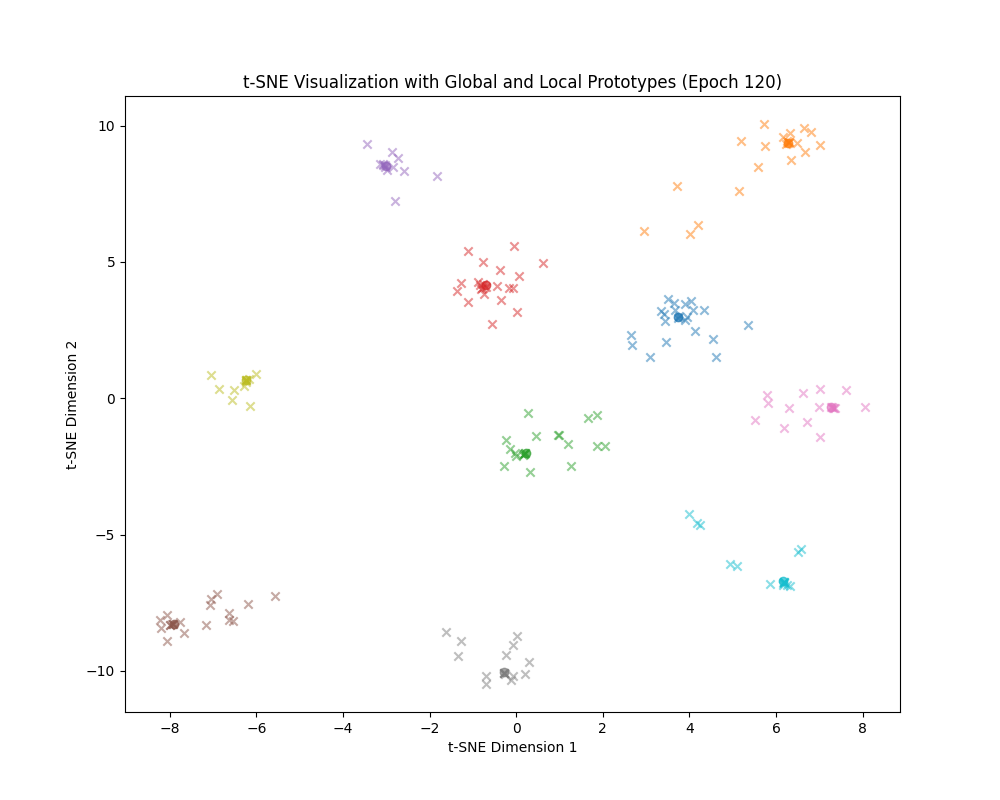 t-SNE Visualization with Global and Local Prototypes (Epoch 120)
10
5
0
−5
−10
t-SNE Dimension 2
−8 −6 −4 −2 0 2 4 6 8
t-SNE Dimension 1